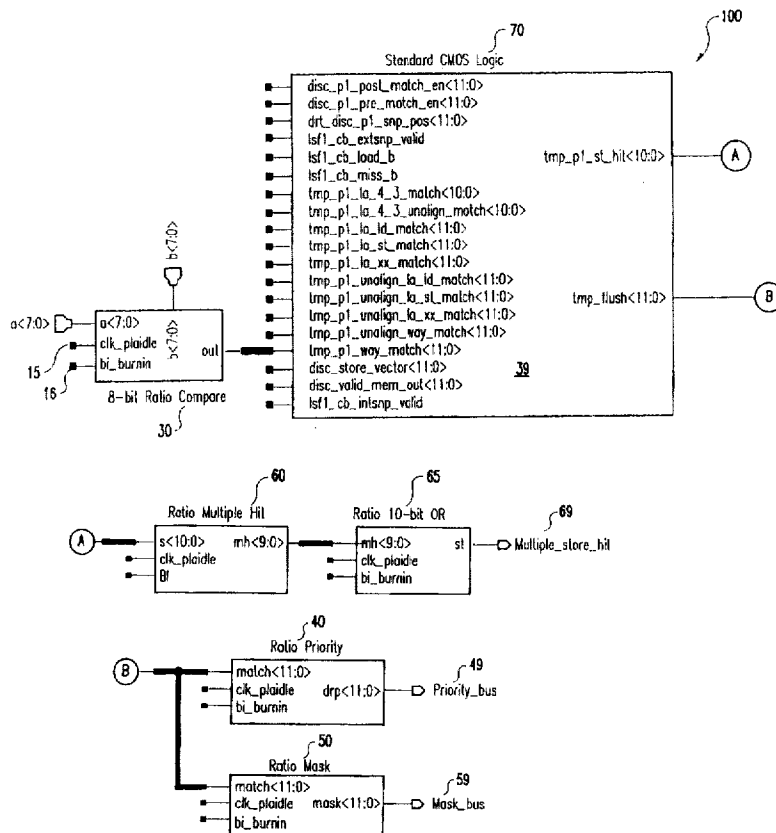 70
100
Standard CMOS Logic
disc_p1_post_match_en<11:0>
disc_p1_pre_match_en<11:0>
drt_disc_p1_snp_pos<11:0>
lsf1_cb_extsnp_valid
lsf1_cb_load_b
lsf1_cb_miss_b
tmp_p1_la_4_3_match<10:0>
tmp_p1_la_4_3_unalign_match<10:0>
tmp_p1_la_ld_match<11:0>
tmp_p1_la_st_match<11:0>
tmp_p1_la_xx_match<11:0>
tmp_p1_unalign_la_ld_match<11:0>
tmp_p1_unalign_la_st_match<11:0>
tmp_p1_unalign_la_xx_match<11:0>
tmp_p1_unalign_way_match<11:0>
tmp_p1_way_match<11:0>
disc_store_vector<11:0>
disc_valid_mem_out<11:0>
lsf1_cb_intsnp_valid
39
tmp_p1_st_hit<10:0>
A
tmp_flush<11:0>
B
b<7:0>
a<7:0>
a<7:0>
b<7:0>
clk_plaidle
bi_burnin
out
15
16
8-bit Ratio Compare
30
60
65
Ratio Multiple Hit
Ratio 10-bit OR
69
A
s<10:0>
mh<9:0>
clk_plaidle
BI
mh<9:0>
st
clk_plaidle
bi_burnin
Multiple_store_hit
40
Ratio Priority
B
match<11:0>
clk_plaidle
drp<11:0>
bi_burnin
49
Priority_bus
50
Ratio Mask
match<11:0>
clk_plaidle
mask<11:0>
bi_burnin
59
Mask_bus